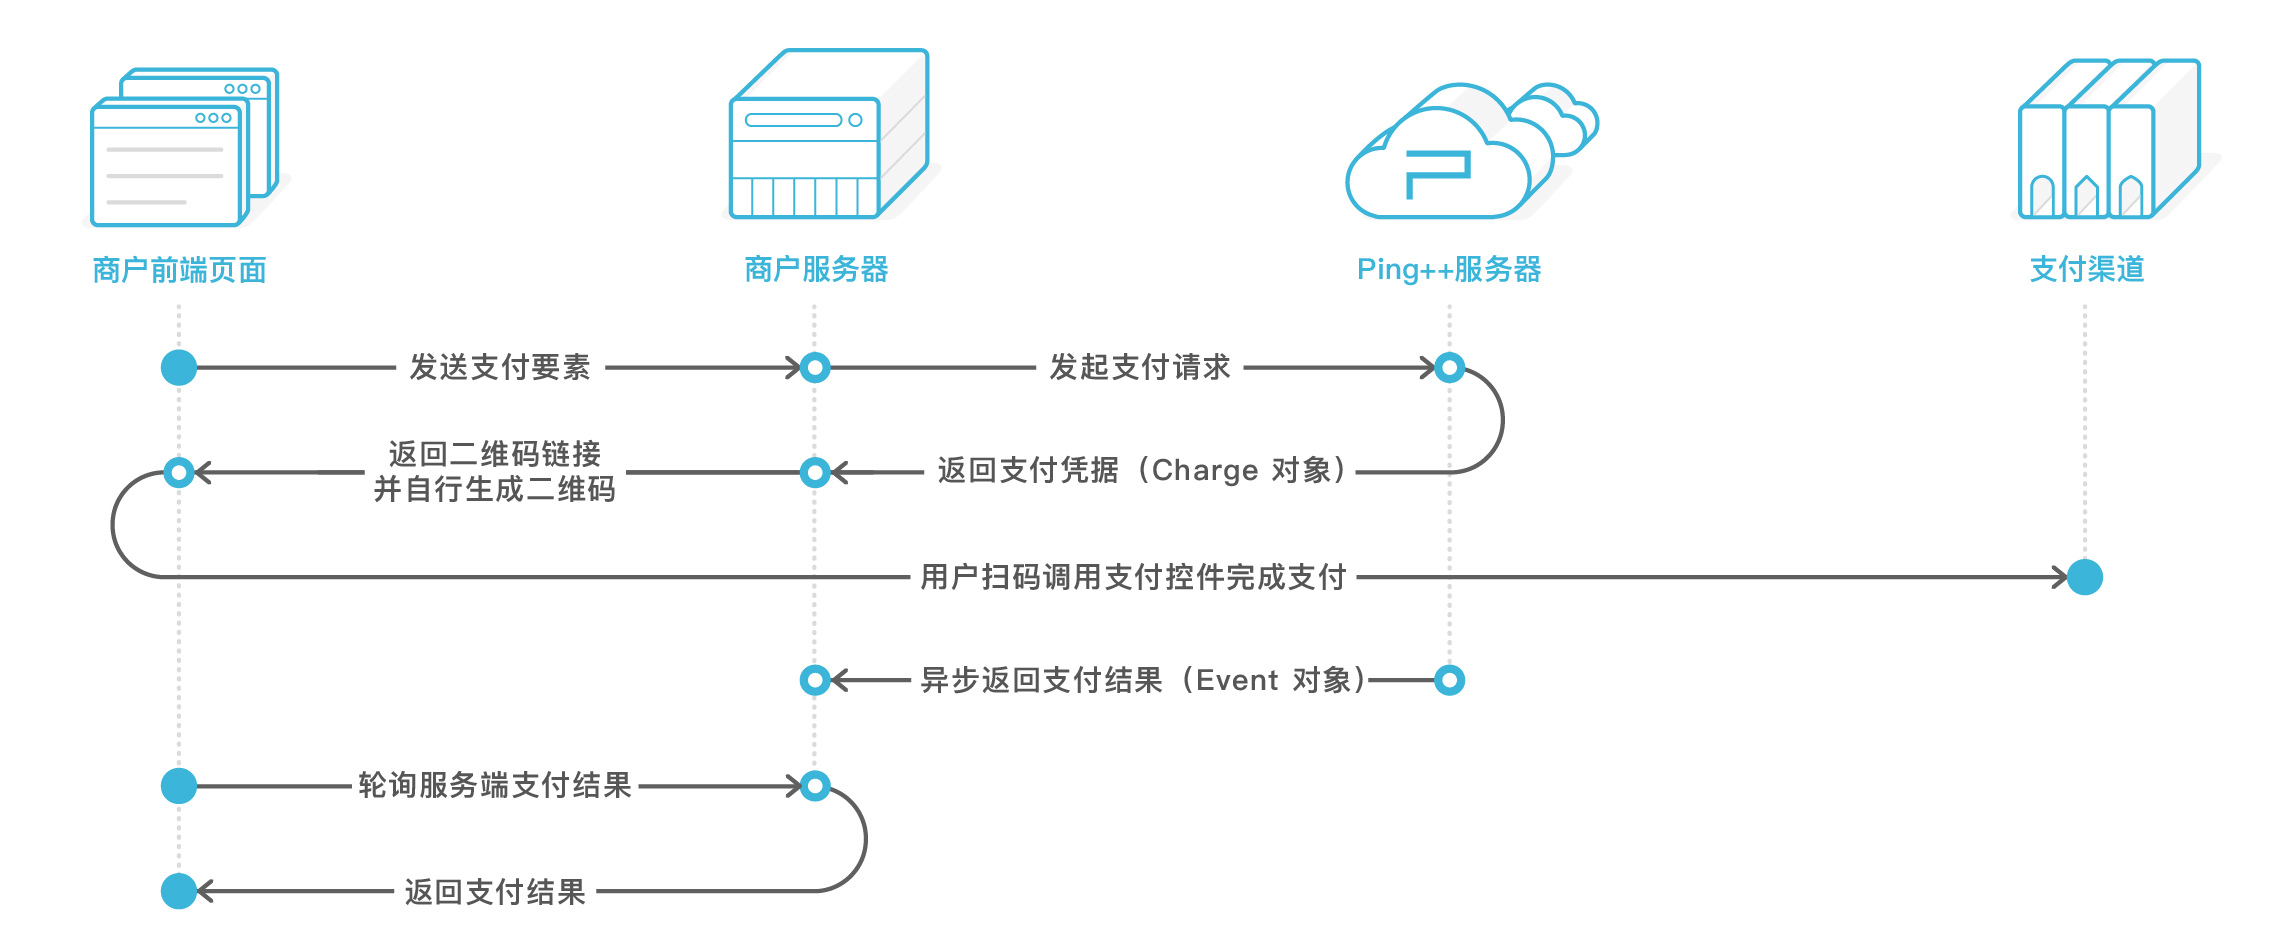 商户前端页面
商户服务器
Ping++服务器
支付渠道
发送支付要素
发起支付请求
返回二维码链接
并自行生成二维码
返回支付凭据（Charge 对象）
用户扫码调用支付控件完成支付
异步返回支付结果（Event 对象）
轮询服务端支付结果
返回支付结果